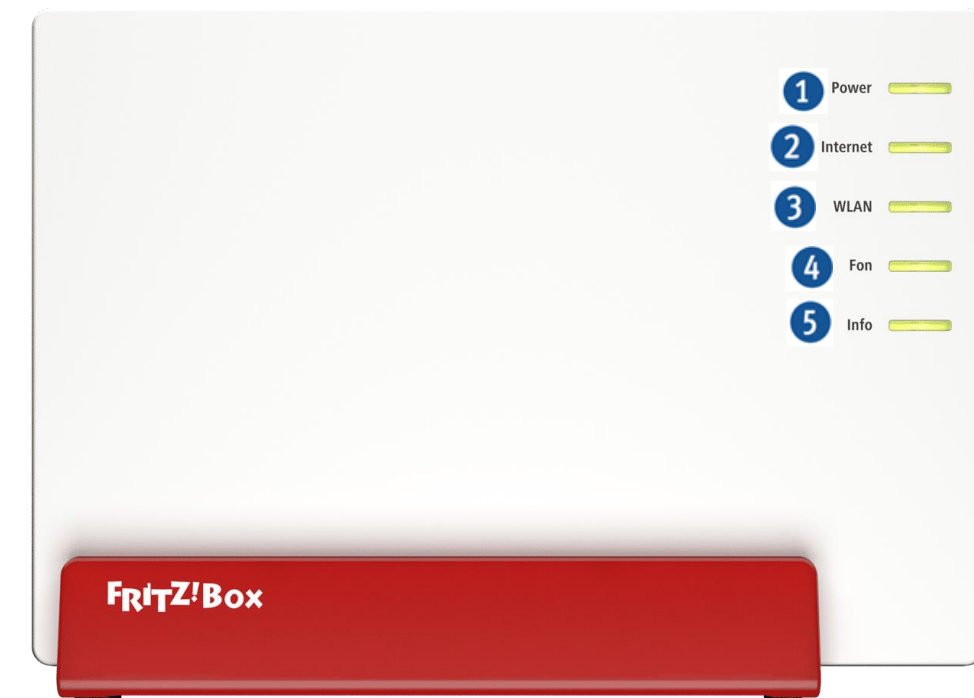 1 Power
2 Internet
3 WLAN
4 Fon
5 Info
FRITZ!Box